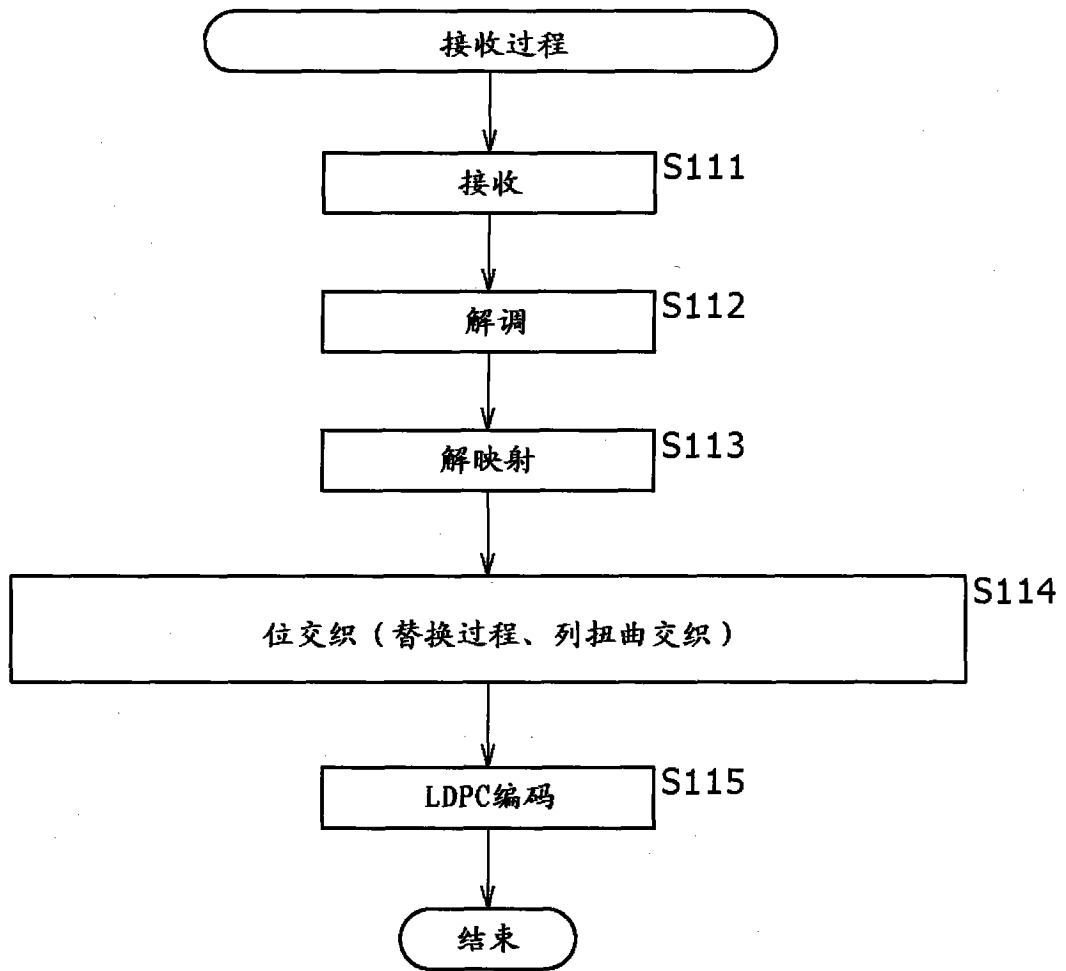 接收过程
接收
S111
解调
S112
解映射
S113
位交织(替换过程、列扭曲交织)
S114
LDPC编码
S115
结束